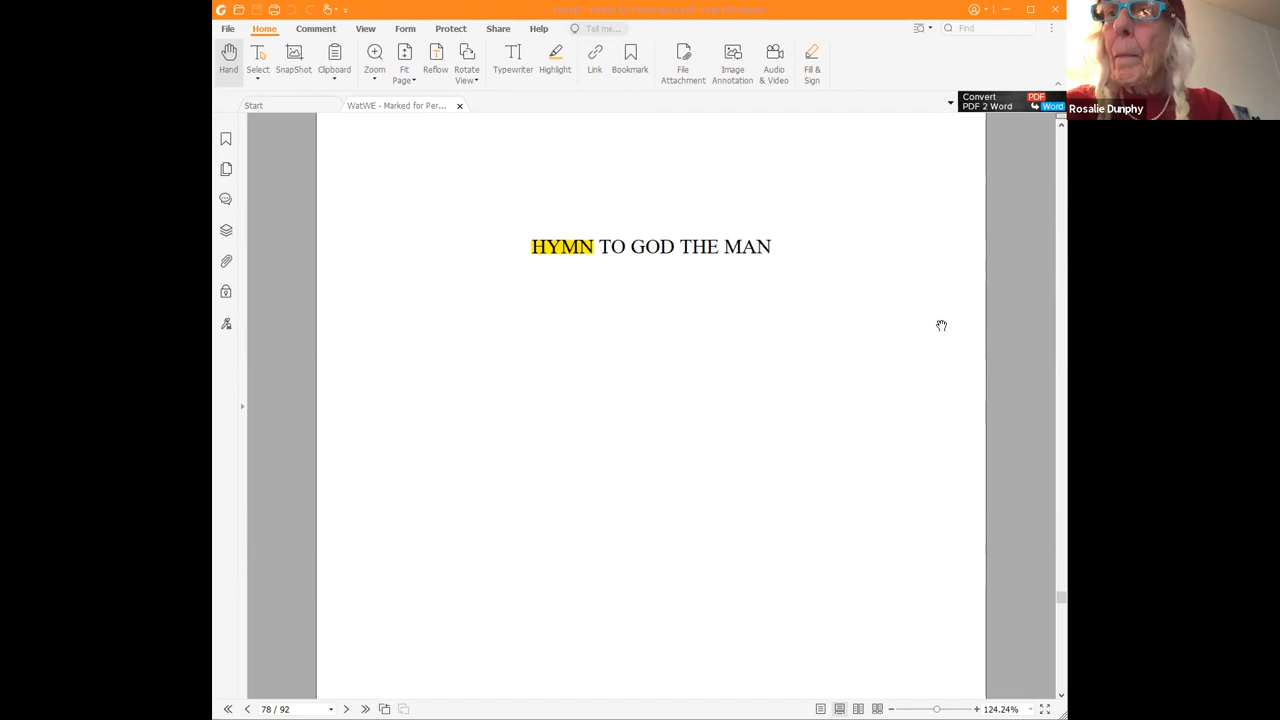 File Home Comment View Form Protect Share Help Tell me... Find
Hand Select SnapShot Clipboard Zoom Fit Page Reflow Rotate View Typewriter Highlight Link Bookmark File Attachment Image Annotation Audio & Video Fill & Sign
Start WatWE - Marked for Per... Convert PDF 2 Word PDF Word
Rosalie Dunphy
HYMN TO GOD THE MAN
78 / 92 124.24%